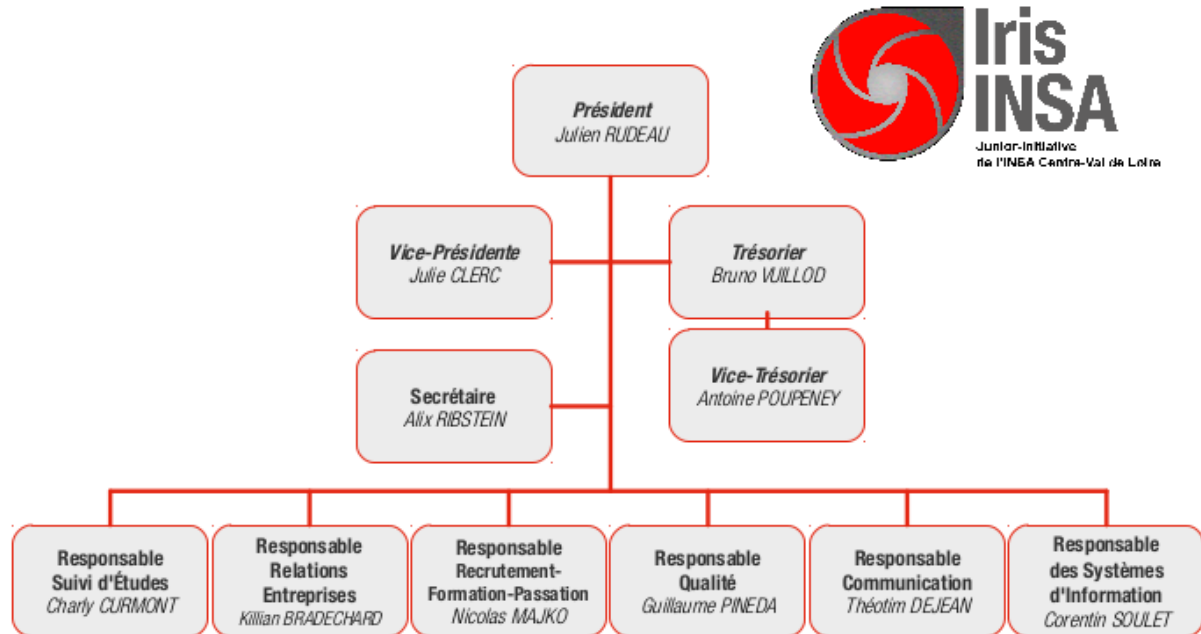 Iris
INSA
Junior-Initiative
de l'INSA Centre-Val de Loire
Président
Julien RUDEAU
Vice-Présidente
Julie CLERC
Trésorier
Bruno VUILLOD
Secrétaire
Alix RIBSTEIN
Vice-Trésorier
Antoine POUPENEY
Responsable
Suivi d'Études
Charly CURMONT
Responsable
Relations
Entreprises
Killian BRADECHARD
Responsable
Recrutement-
Formation-Passation
Nicolas MAJKO
Responsable
Qualité
Guillaume PINEDA
Responsable
Communication
Théotim DEJEAN
Responsable
des Systèmes
d'Information
Corentin SOULET